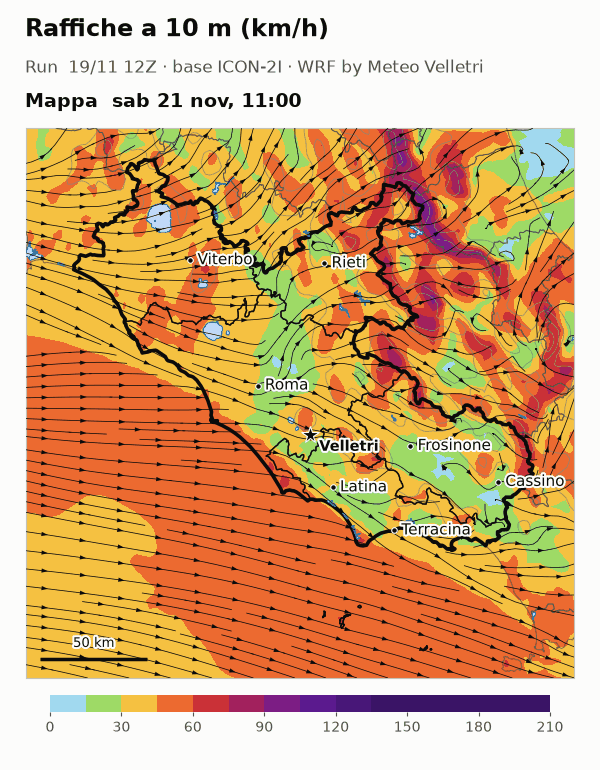 Raffiche a 10 m (km/h)
Run  19/11 12Z · base ICON-2I · WRF by Meteo Velletri
Mappa  sab 21 nov, 11:00
Viterbo
Rieti
Roma
Velletri
Frosinone
Latina
Cassino
Terracina
50 km
0 30 60 90 120 150 180 210